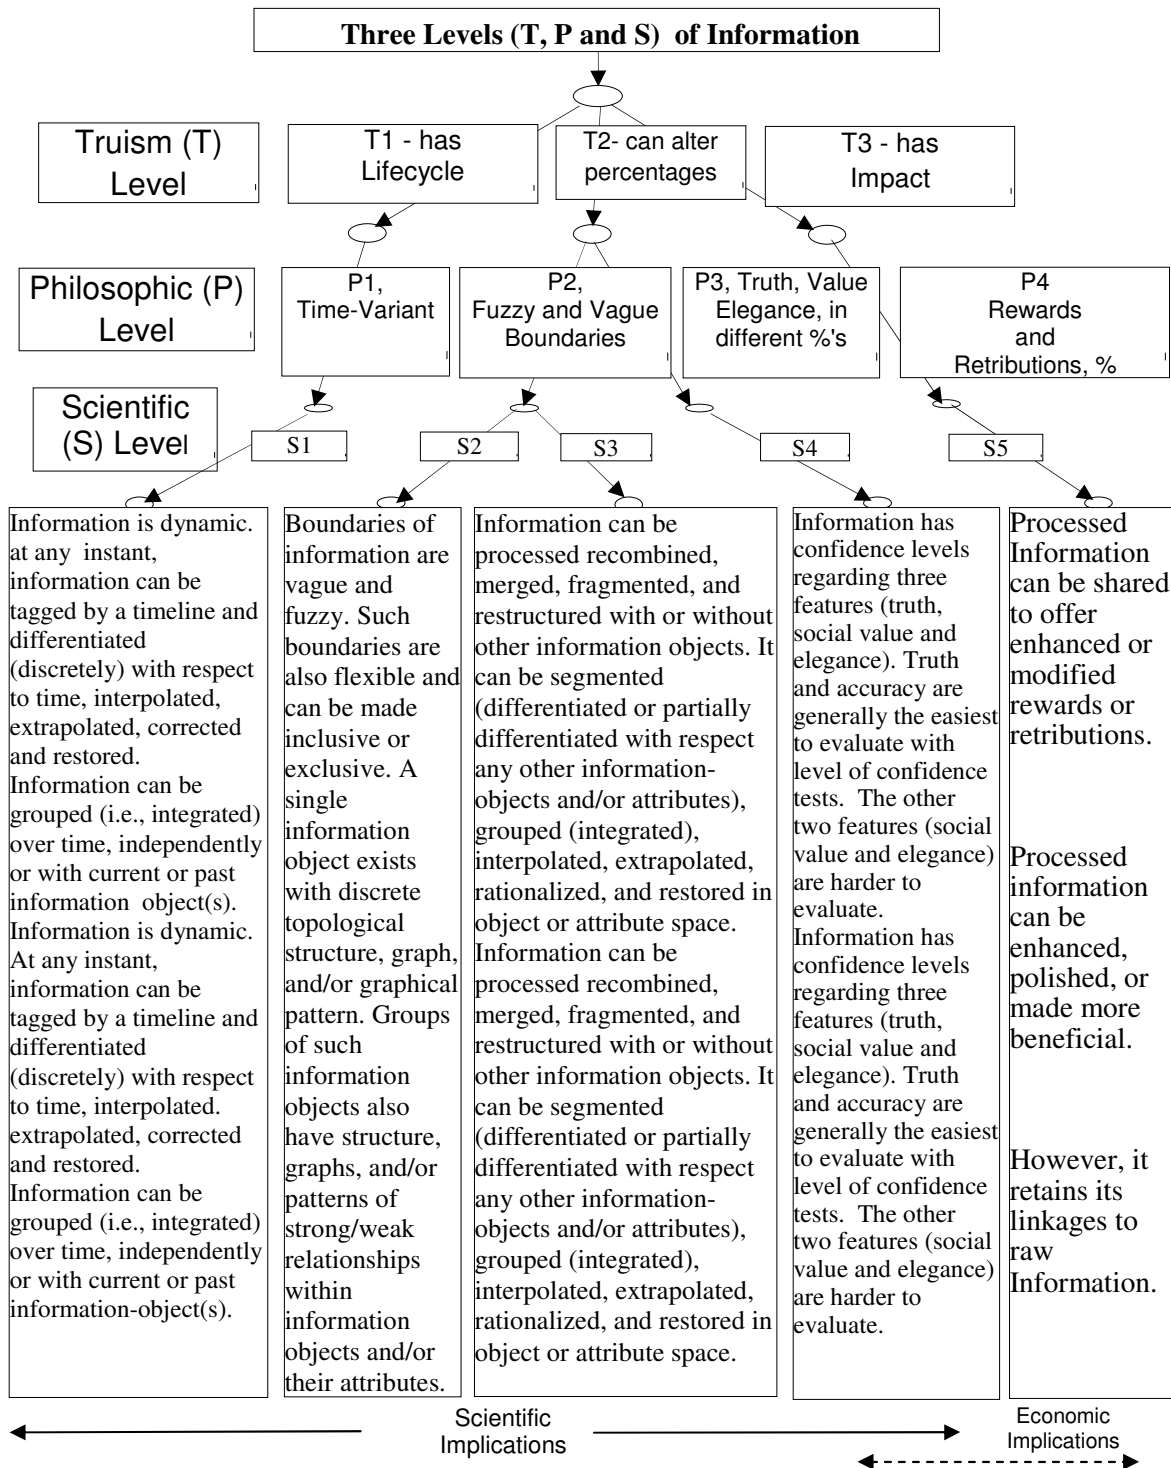 Three Levels (T, P and S) of Information
Truism (T)
Level
T1 - has
Lifecycle
T2- can alter
percentages
T3 - has
Impact
Philosophic (P)
Level
P1,
Time-Variant
P2,
Fuzzy and Vague
Boundaries
P3, Truth, Value
Elegance, in
different %'s
P4
Rewards
and
Retributions, %
Scientific
(S) Level
S1
S2
S3
S4
S5
Information is dynamic.
at any instant,
information can be
tagged by a timeline and
differentiated
(discretely) with respect
to time, interpolated,
extrapolated, corrected
and restored.
Information can be
grouped (i.e., integrated)
over time, independently
or with current or past
information object(s).
Information is dynamic.
At any instant,
information can be
tagged by a timeline and
differentiated
(discretely) with respect
to time, interpolated.
extrapolated, corrected
and restored.
Information can be
grouped (i.e., integrated)
over time, independently
or with current or past
information-object(s).
Boundaries of
information are
vague and
fuzzy. Such
boundaries are
also flexible and
can be made
inclusive or
exclusive. A
single
information
object exists
with discrete
topological
structure, graph,
and/or graphical
pattern. Groups
of such
information
objects also
have structure,
graphs, and/or
patterns of
strong/weak
relationships
within
information
objects and/or
their attributes.
Information can be
processed recombined,
merged, fragmented, and
restructured with or without
other information objects. It
can be segmented
(differentiated or partially
differentiated with respect
any other information-
objects and/or attributes),
grouped (integrated),
interpolated, extrapolated,
rationalized, and restored in
object or attribute space.
Information can be
processed recombined,
merged, fragmented, and
restructured with or without
other information objects. It
can be segmented
(differentiated or partially
differentiated with respect
any other information-
objects and/or attributes),
grouped (integrated),
interpolated, extrapolated,
rationalized, and restored in
object or attribute space.
Information has
confidence levels
regarding three
features (truth,
social value and
elegance). Truth
and accuracy are
generally the easiest
to evaluate with
level of confidence
tests. The other
two features (social
value and elegance)
are harder to
evaluate.
Information has
confidence levels
regarding three
features (truth,
social value and
elegance). Truth
and accuracy are
generally the easiest
to evaluate with
level of confidence
tests. The other
two features (social
value and elegance)
are harder to
evaluate.
Processed
Information
can be shared
to offer
enhanced or
modified
rewards or
retributions.
Processed
information
can be
enhanced,
polished, or
made more
beneficial.
However, it
retains its
linkages to
raw
Information.
Scientific
Implications
Economic
Implications